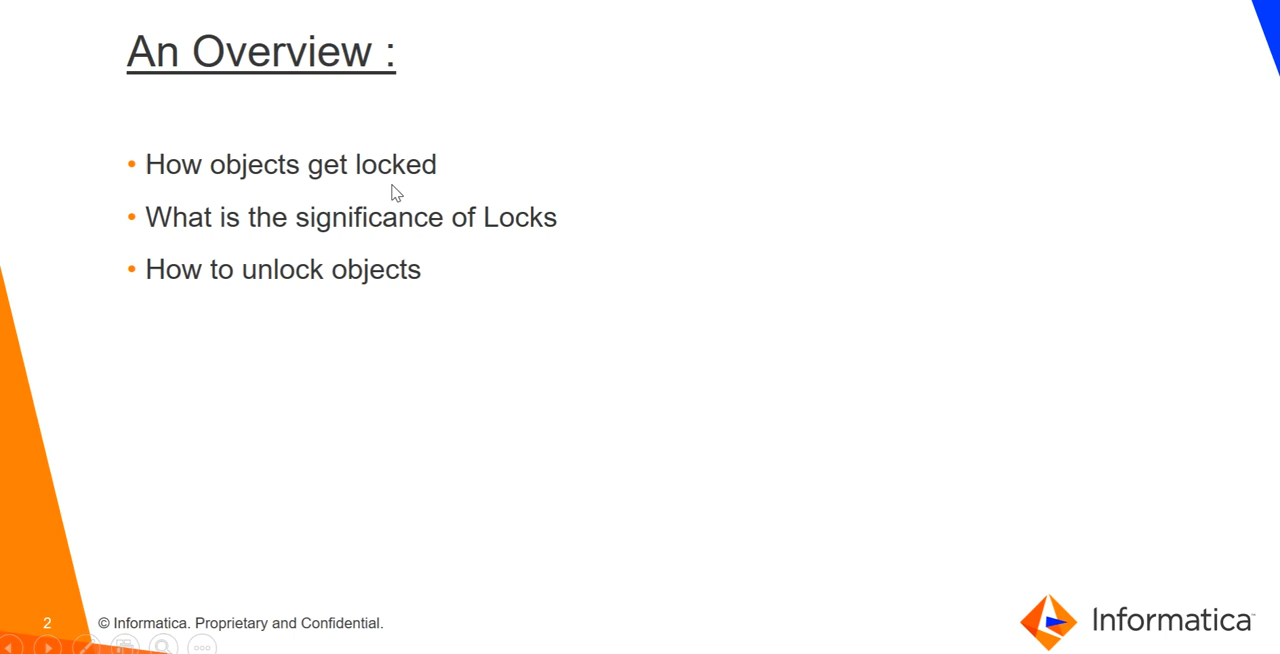 An Overview :
• How objects get locked
• What is the significance of Locks
• How to unlock objects
2 © Informatica. Proprietary and Confidential.
Informatica